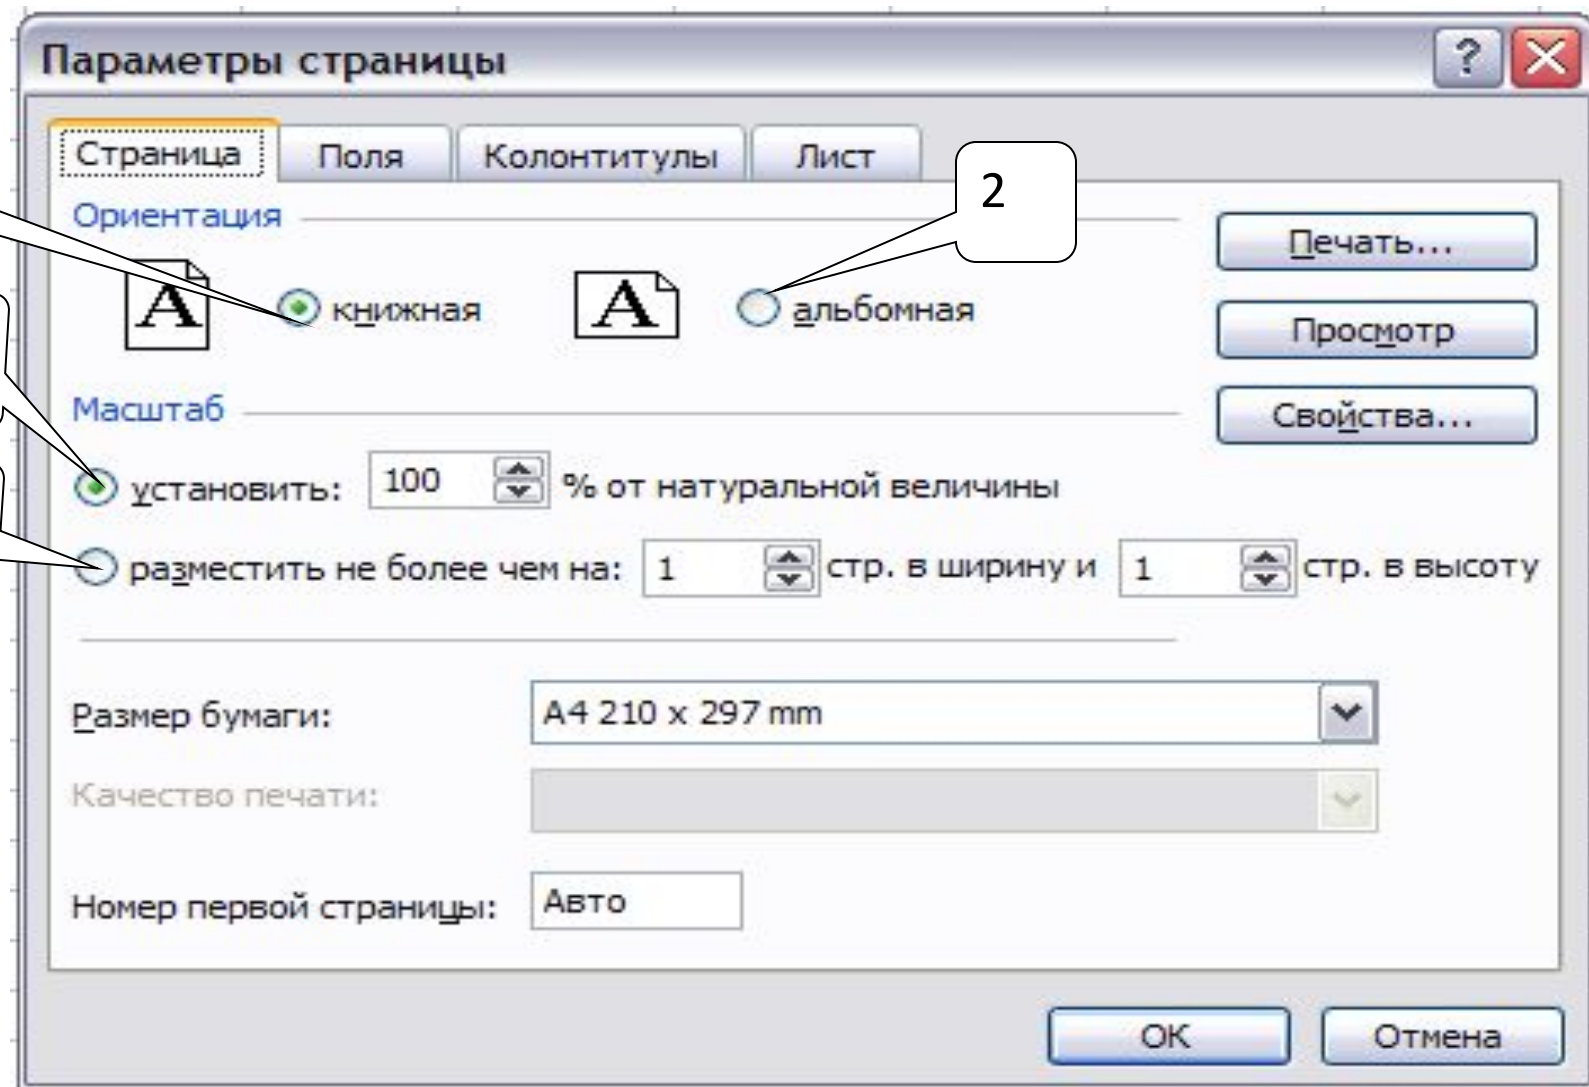 Параметры страницы
?
Страница Поля Колонтитулы Лист
2
Ориентация
Печать...
A книжная A альбомная
Просмотр
Масштаб
Свойства...
установить: 100 % от натуральной величины
разместить не более чем на: 1 стр. в ширину и 1 стр. в высоту
Размер бумаги: A4 210 x 297 mm
Качество печати:
Номер первой страницы: Авто
ОК Отмена